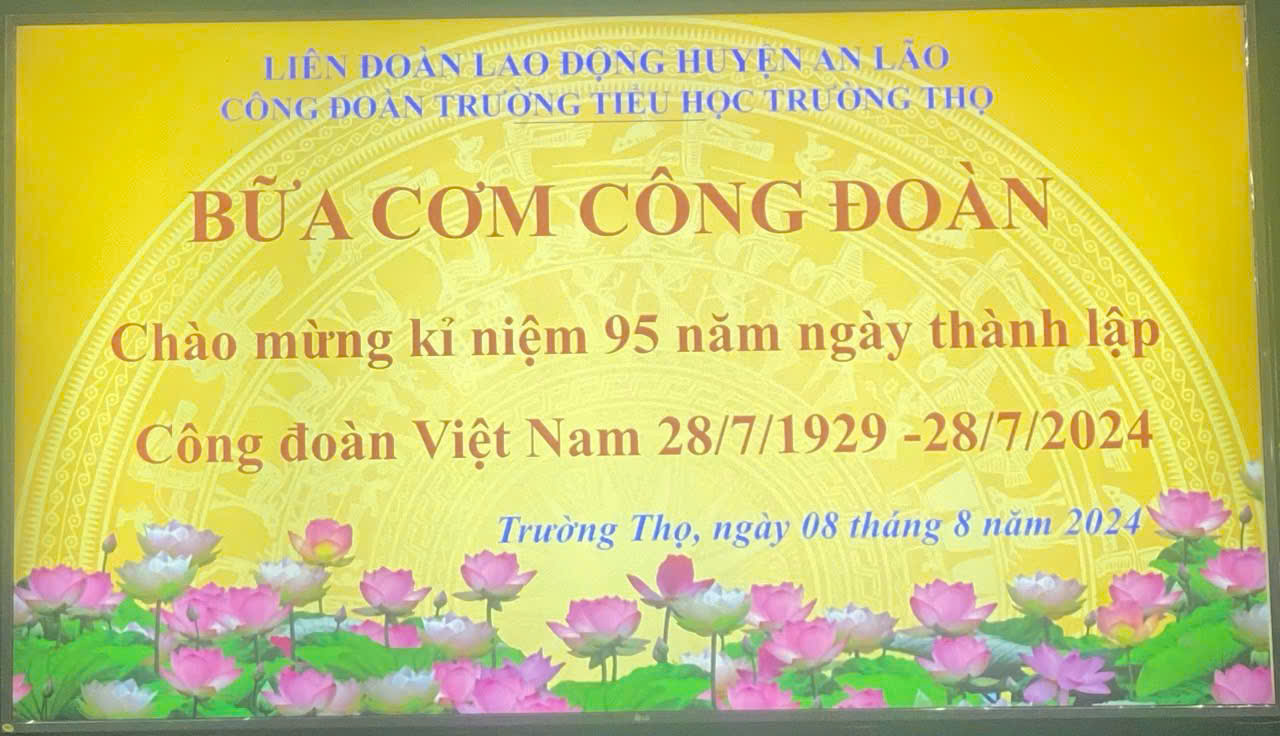 LIÊN ĐOÀN LAO ĐỘNG HUYỆN AN LÃO
CÔNG ĐOÀN TRƯỜNG TIỂU HỌC TRƯỜNG THỌ
BỮA CƠM CÔNG ĐOÀN
Chào mừng kỉ niệm 95 năm ngày thành lập
Công đoàn Việt Nam 28/7/1929 -28/7/2024
Trường Thọ, ngày 08 tháng 8 năm 2024